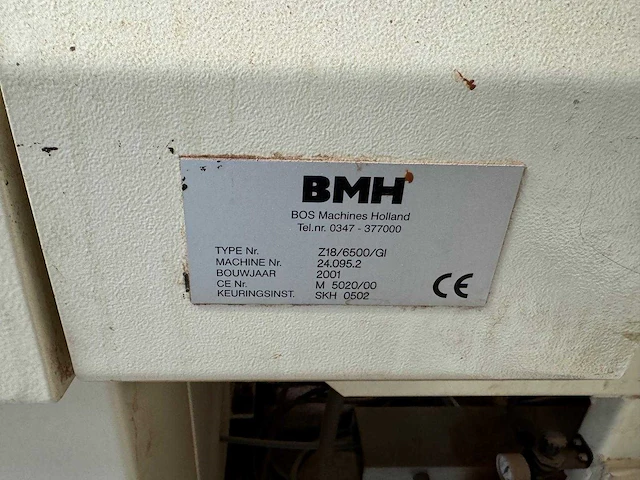 BMH
BOS Machines Holland
Tel.nr. 0347 - 377000
TYPE Nr. Z18/6500/GI
MACHINE Nr. 24.095.2
BOUWJAAR 2001
CE Nr. M 5020/00
KEURINGSINST. SKH 0502
CE